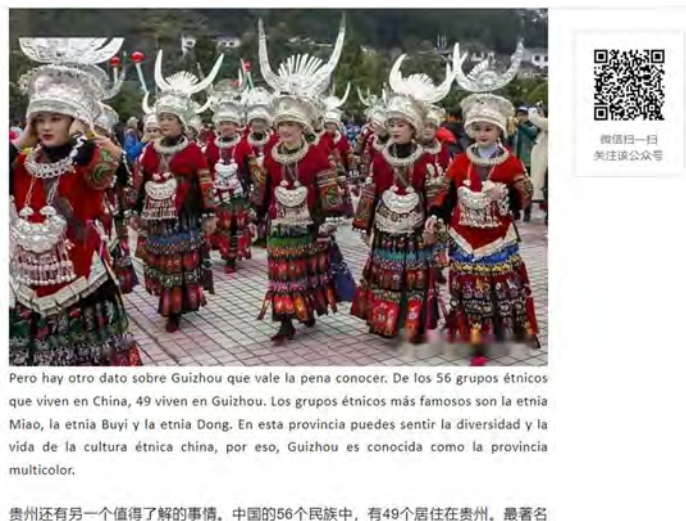 微信扫一扫
关注该公众号
Pero hay otro dato sobre Guizhou que vale la pena conocer. De los 56 grupos étnicos
que viven en China, 49 viven en Guizhou. Los grupos étnicos más famosos son la etnia
Miao, la etnia Buyi y la etnia Dong. En esta provincia puedes sentir la diversidad y la
vida de la cultura étnica china, por eso, Guizhou es conocida como la provincia
multicolor.
贵州还有另一个值得了解的事情。中国的56个民族中，有49个居住在贵州。最著名